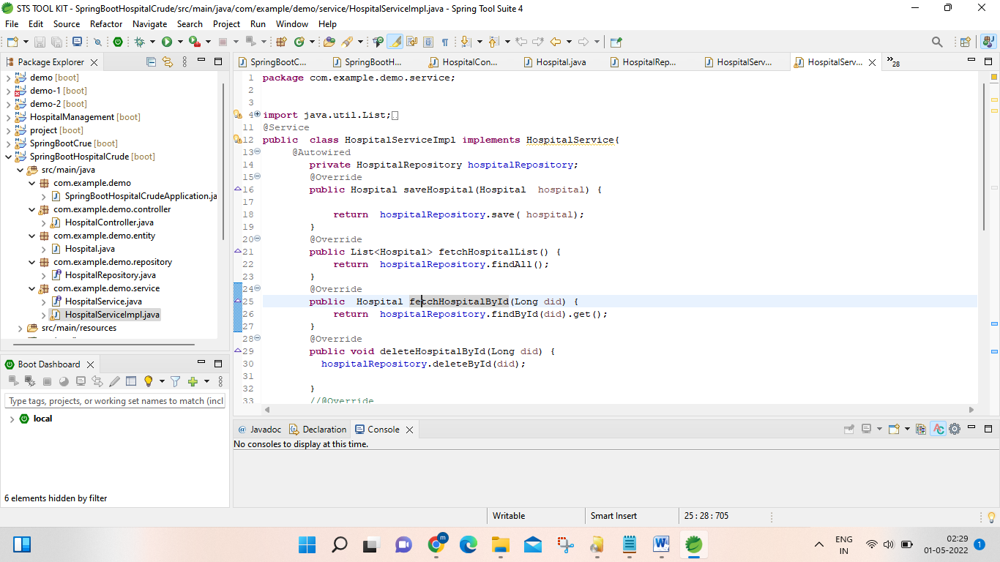 STS TOOL KIT - SpringBootHospitalCrude/src/main/java/com/example/demo/service/HospitalServiceImpl.java - Spring Tool Suite 4
File Edit Source Refactor Navigate Search Project Run Window Help
Package Explorer
demo [boot]
demo-1 [boot]
demo-2 [boot]
HospitalManagement [boot]
project [boot]
SpringBootCrue [boot]
SpringBootHospitalCrude [boot]
src/main/java
com.example.demo
SpringBootHospitalCrudeApplication.ja
com.example.demo.controller
HospitalController.java
com.example.demo.entity
Hospital.java
com.example.demo.repository
HospitalRepository.java
com.example.demo.service
HospitalService.java
HospitalServiceImpl.java
src/main/resources
Boot Dashboard
Type tags, projects, or working set names to match (incl
local
6 elements hidden by filter
SpringBootC... SpringBootH... HospitalCon... Hospital.java HospitalRep... HospitalServ... HospitalServ... »28
1 package com.example.demo.service;
2
3
4 import java.util.List;
11 @Service
12 public  class HospitalServiceImpl implements HospitalService{
13 @Autowired
14 private HospitalRepository hospitalRepository;
15 @Override
16 public Hospital saveHospital(Hospital  hospital) {
17
18 return  hospitalRepository.save( hospital);
19 }
20 @Override
21 public List<Hospital> fetchHospitalList() {
22 return  hospitalRepository.findAll();
23 }
24 @Override
25 public  Hospital fetchHospitalById(Long did) {
26 return  hospitalRepository.findById(did).get();
27 }
28 @Override
29 public void deleteHospitalById(Long did) {
30 hospitalRepository.deleteById(did);
31
32 }
33 //@Override
@ Javadoc Declaration Console
No consoles to display at this time.
Writable Smart Insert 25 : 28 : 705
ENG
IN
02:29
01-05-2022
1